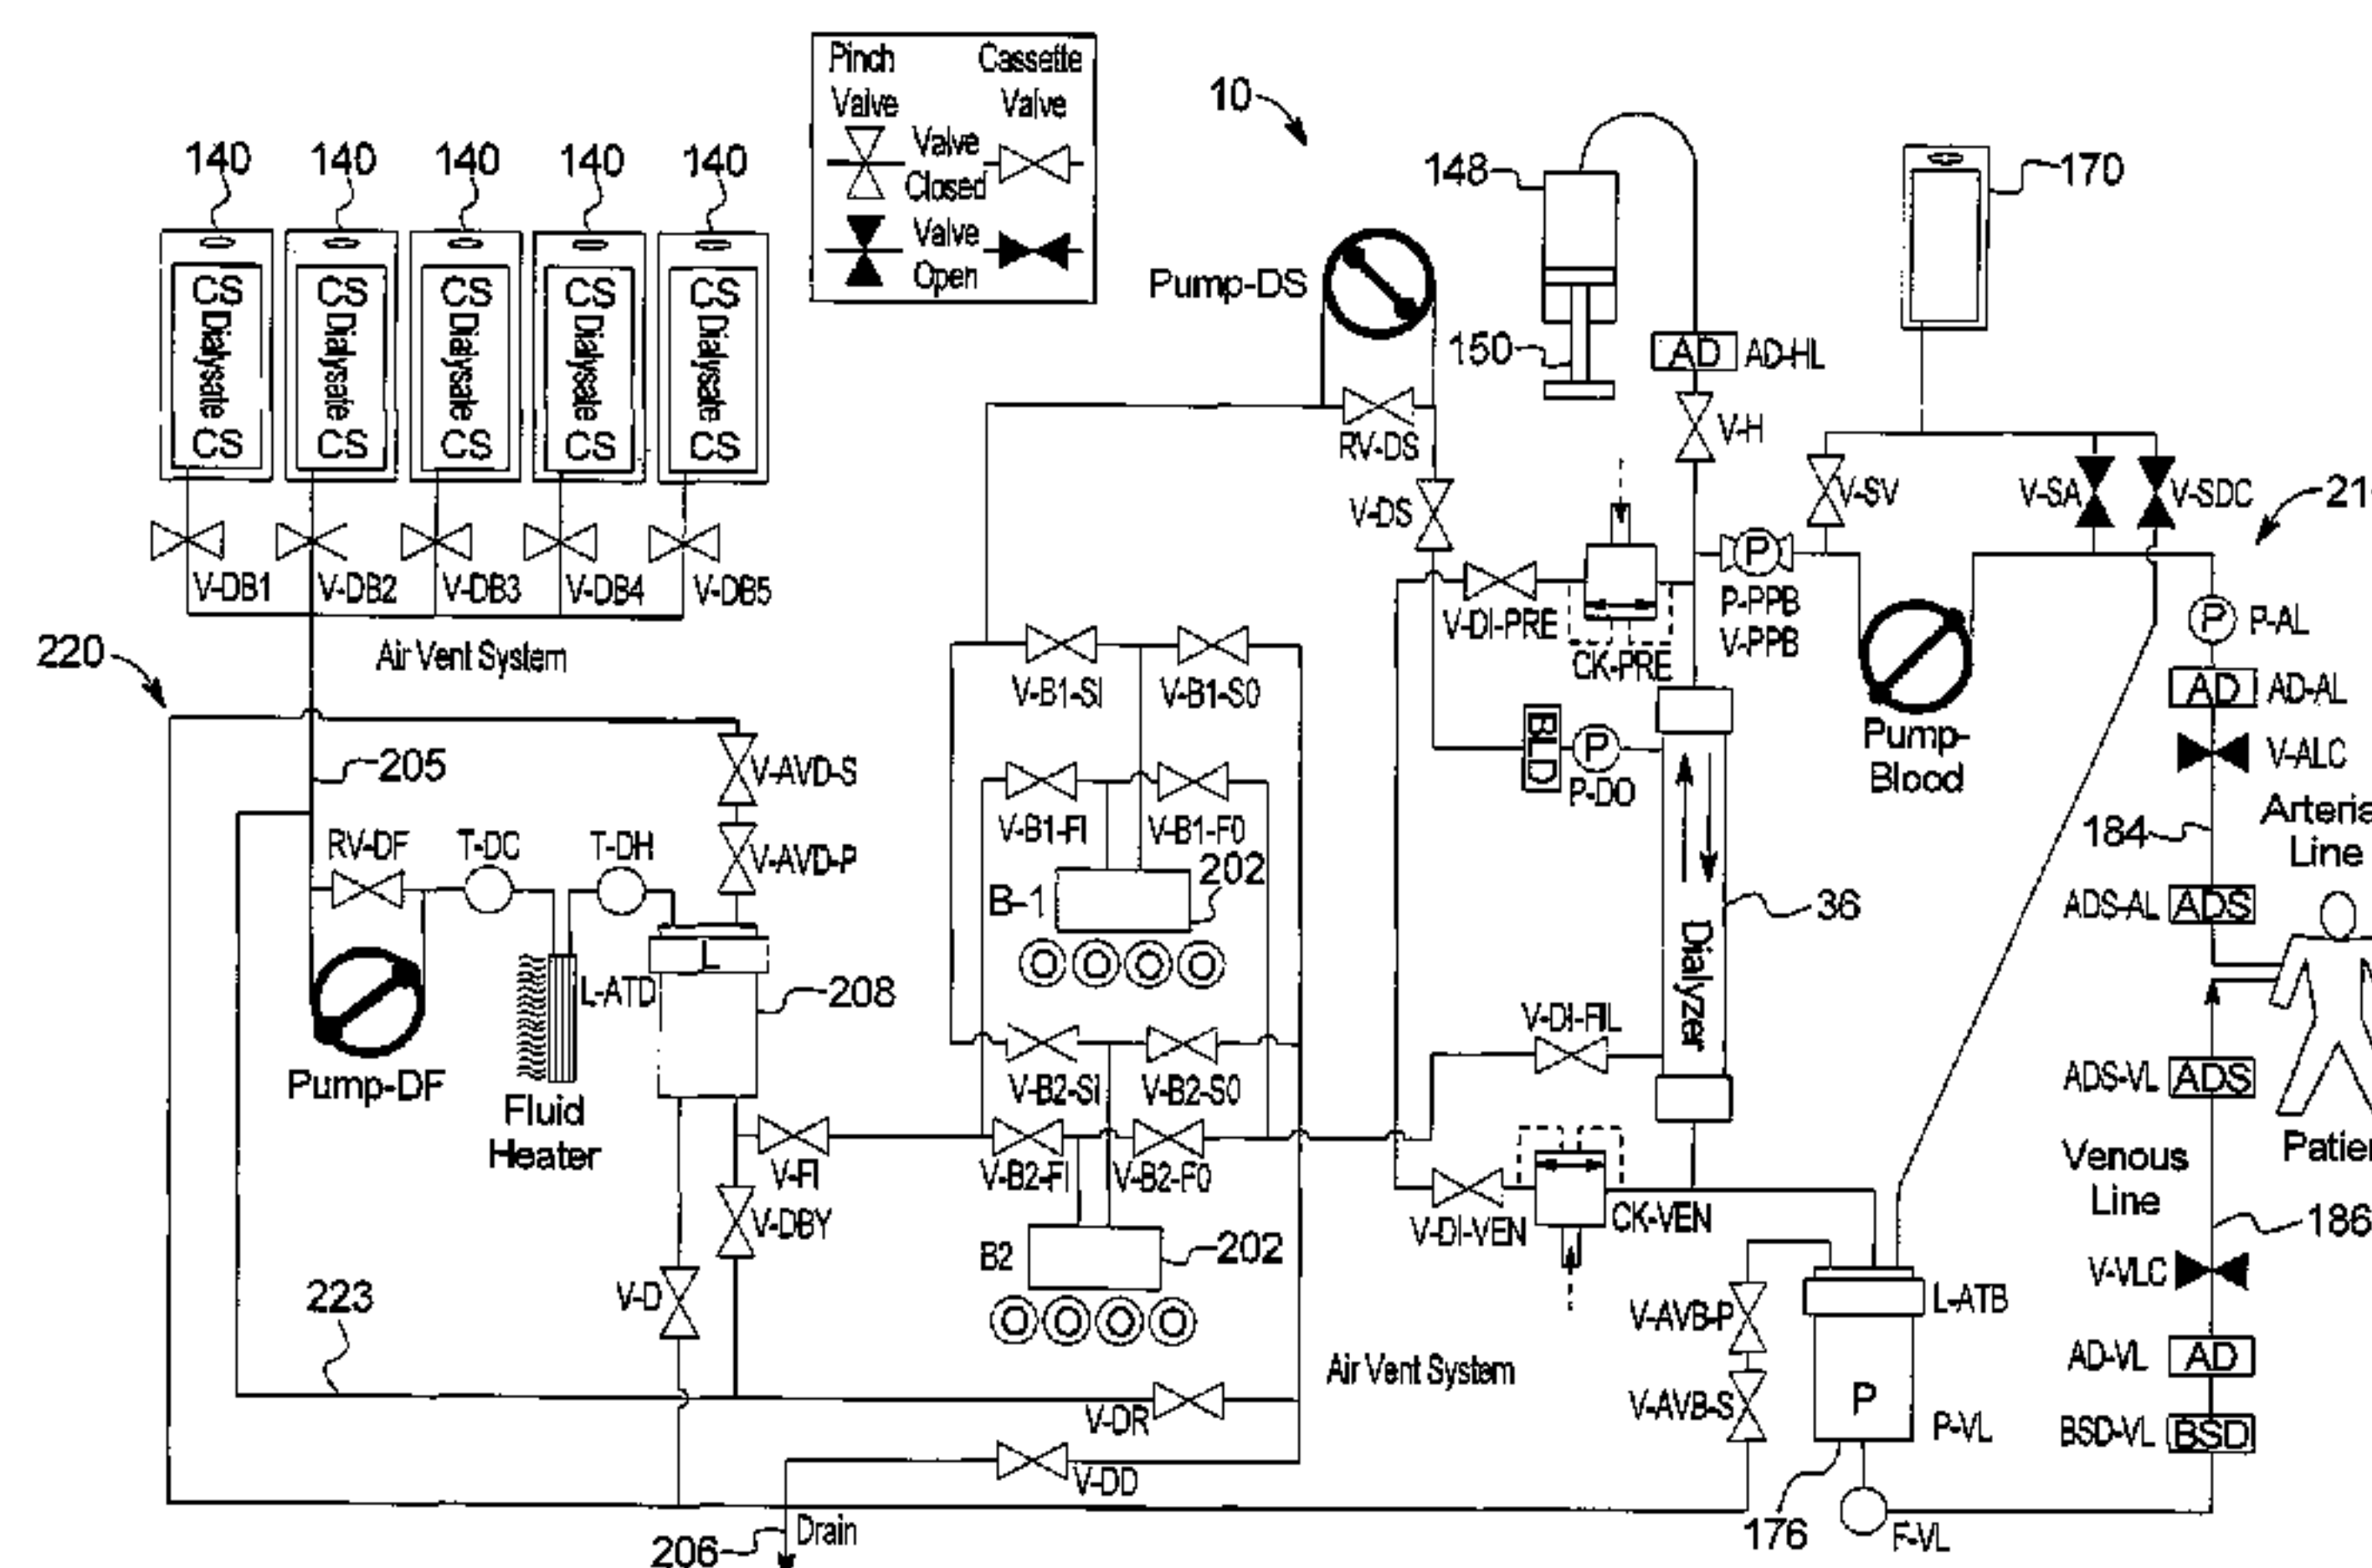 Pinch Cassette
Valve Valve
Valve
Closed
Valve
Open
10
140 140 140 140 140
148
170
CS CS CS CS CS
Dialysate Dialysate Dialysate Dialysate Dialysate
CS CS CS CS CS
Pump-DS
150
AD AD-HL
RV-DS
V-H
V-DS
V-SV
V-SA
V-SDC
21
V-DB1 V-DB2 V-DB3 V-DB4 V-DB5
Air Vent System
220
V-DI-PRE
CK-PRE
P
P-PPB
V-PPB
P P-AL
V-B1-SI V-B1-SO
AD AD-AL
205
V-AVD-S
BLD P
P-DO
Pump-
Blood
V-ALC
V-B1-FI V-B1-FO
184
Arteria
Line
RV-DF T-DC T-DH V-AVD-P
B-1 202
36
ADS-AL ADS
L
L-ATD
208
Dialyzer
V-DI-FIL
Pump-DF
Fluid
Heater
V-B2-SI V-B2-SO
ADS-VL ADS
Patien
V-FI
V-B2-FI V-B2-FO
Venous
Line
V-DBY
V-DI-VEN CK-VEN
186
B2 202
V-D
223
V-AVB-P
L-ATB
V-VLC
Air Vent System
AD-VL AD
V-DR
V-AVB-S
P P-VL
BSD-VL BSD
V-DD
206 Drain
176 F-VL